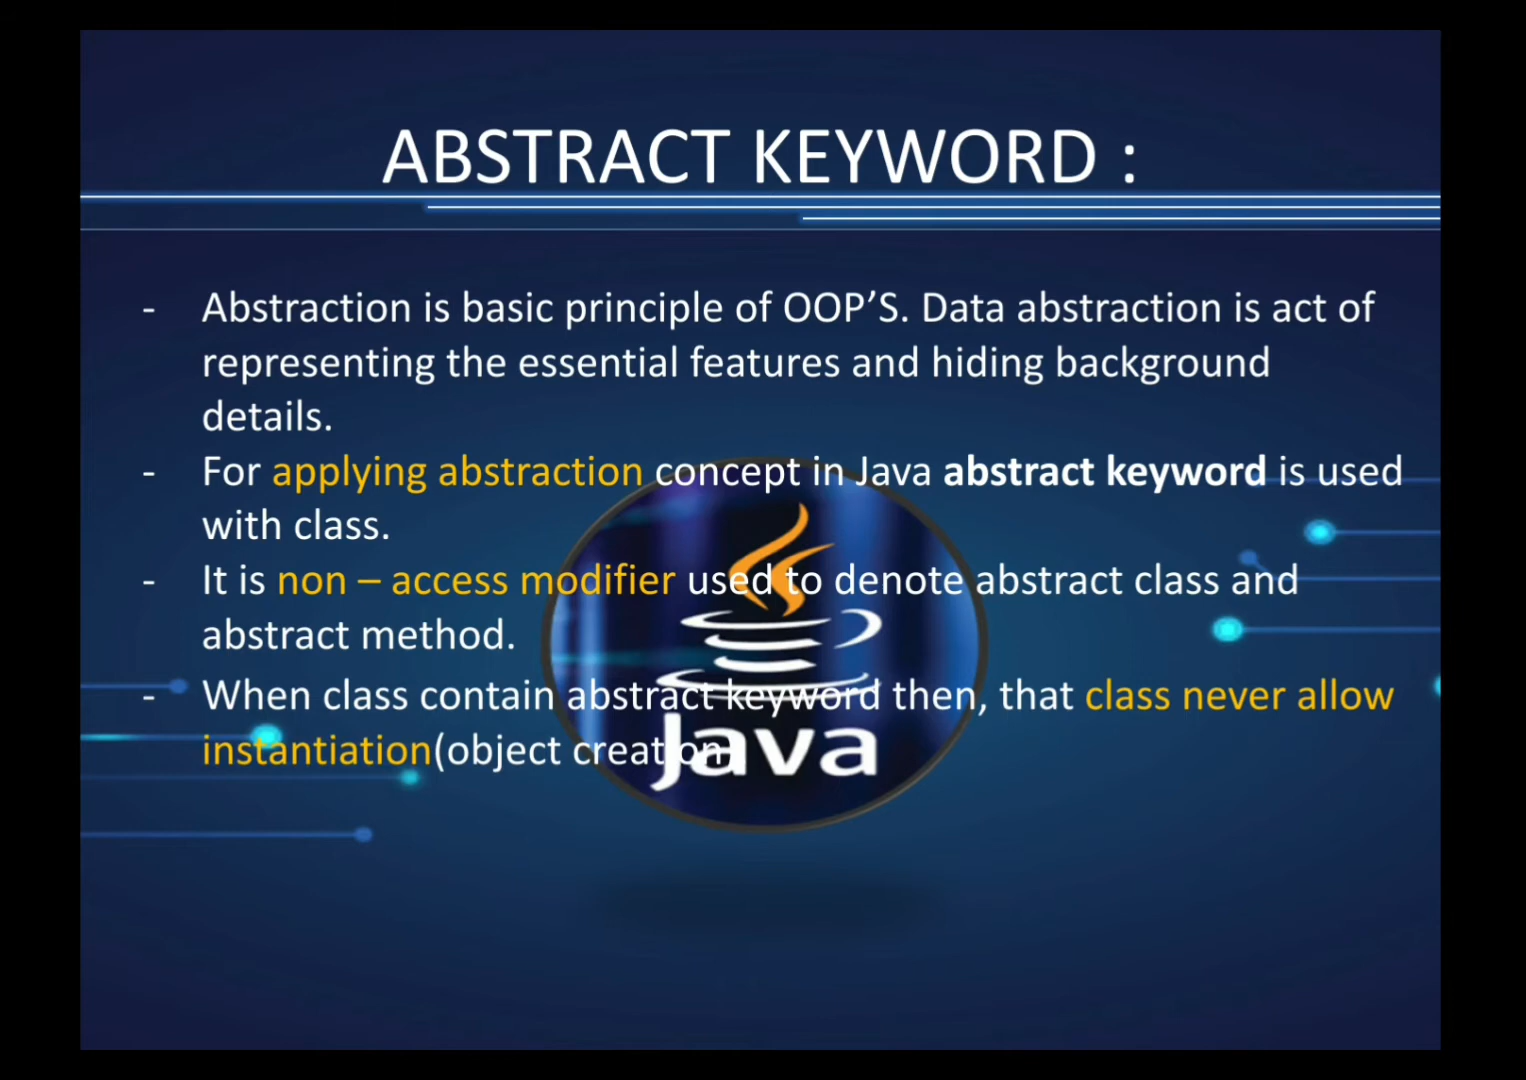 ABSTRACT KEYWORD :
- Abstraction is basic principle of OOP’S. Data abstraction is act of
representing the essential features and hiding background
details.
- For applying abstraction concept in Java abstract keyword is used
with class.
- It is non – access modifier used to denote abstract class and
abstract method.
- When class contain abstract keyword then, that class never allow
instantiation(object creation)
Java